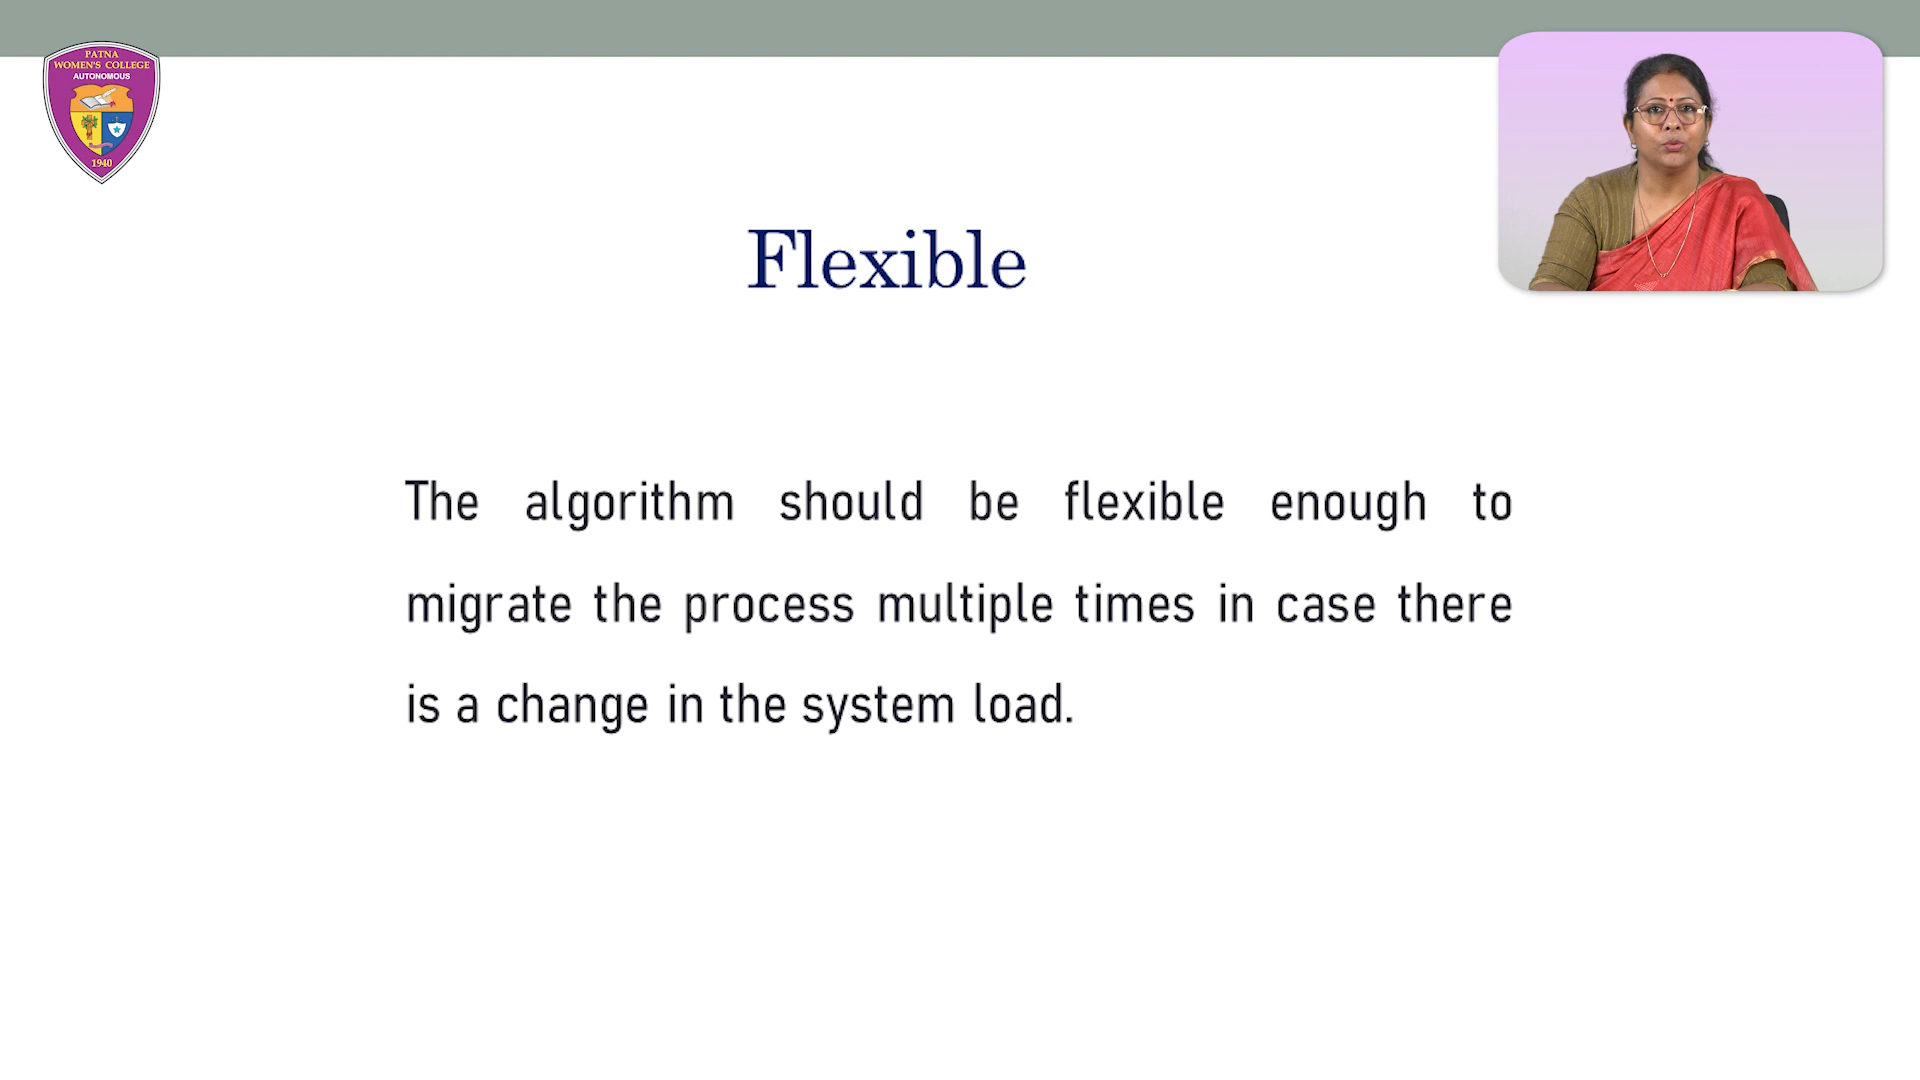 PATNA
WOMEN'S COLLEGE
AUTONOMOUS
1940
Flexible
The algorithm should be flexible enough to
migrate the process multiple times in case there
is a change in the system load.